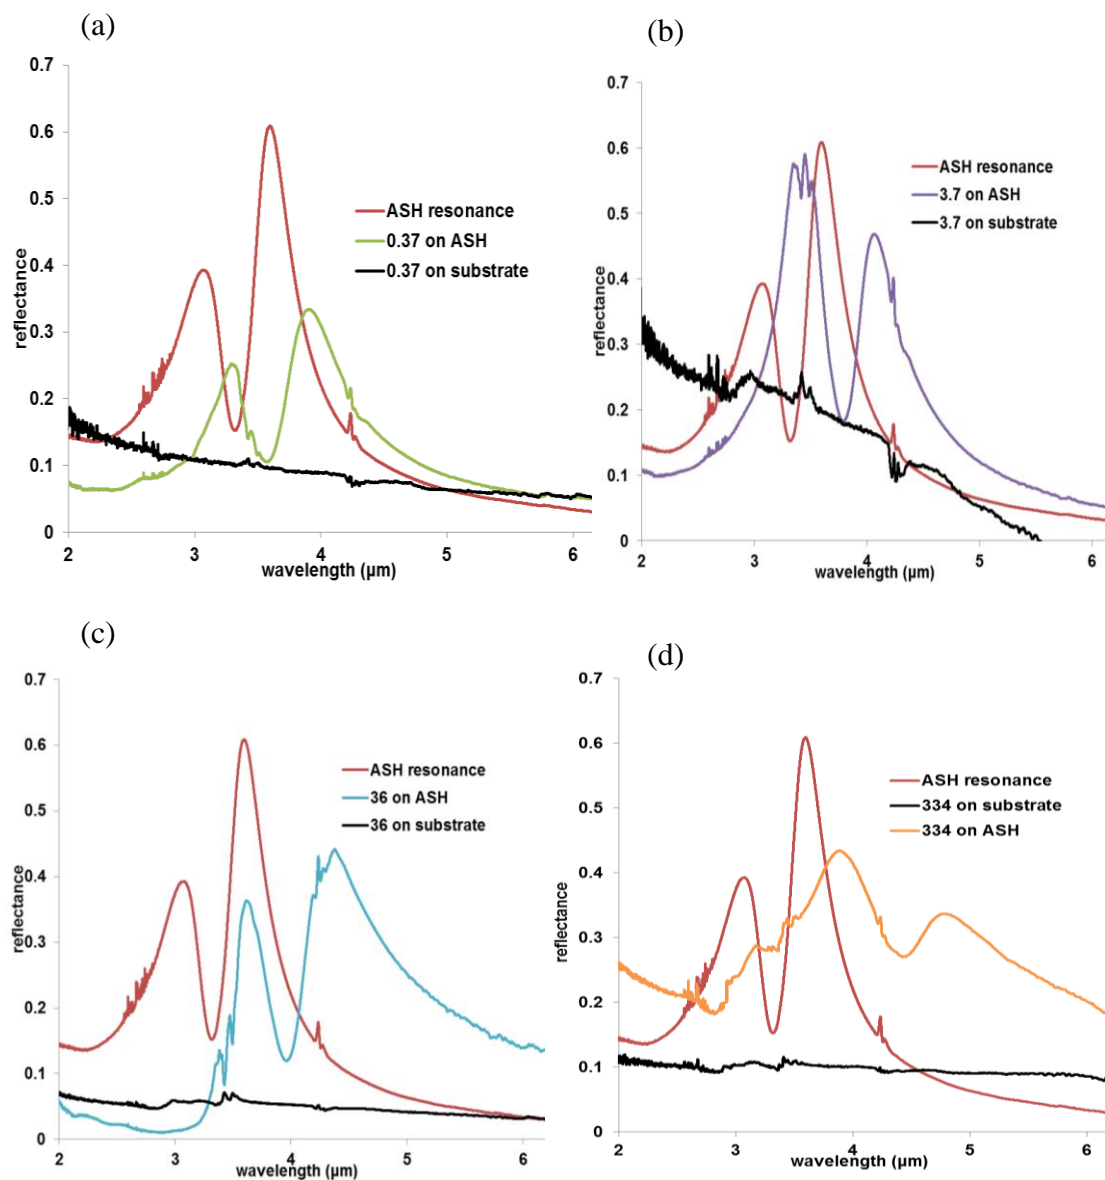 (a)
0.7
0.6
0.5
0.4
0.3
0.2
0.1
0
reflectance
ASH resonance
0.37 on ASH
0.37 on substrate
2 3 4 5 6
wavelength (µm)
(b)
0.7
0.6
0.5
0.4
0.3
0.2
0.1
0
reflectance
ASH resonance
3.7 on ASH
3.7 on substrate
2 3 4 5 6
wavelength (µm)
(c)
0.7
0.6
0.5
0.4
0.3
0.2
0.1
0
reflectance
ASH resonance
36 on ASH
36 on substrate
2 3 4 5 6
wavelength (µm)
(d)
0.7
0.6
0.5
0.4
0.3
0.2
0.1
0
reflectance
ASH resonance
334 on substrate
334 on ASH
2 3 4 5 6
wavelength (µm)